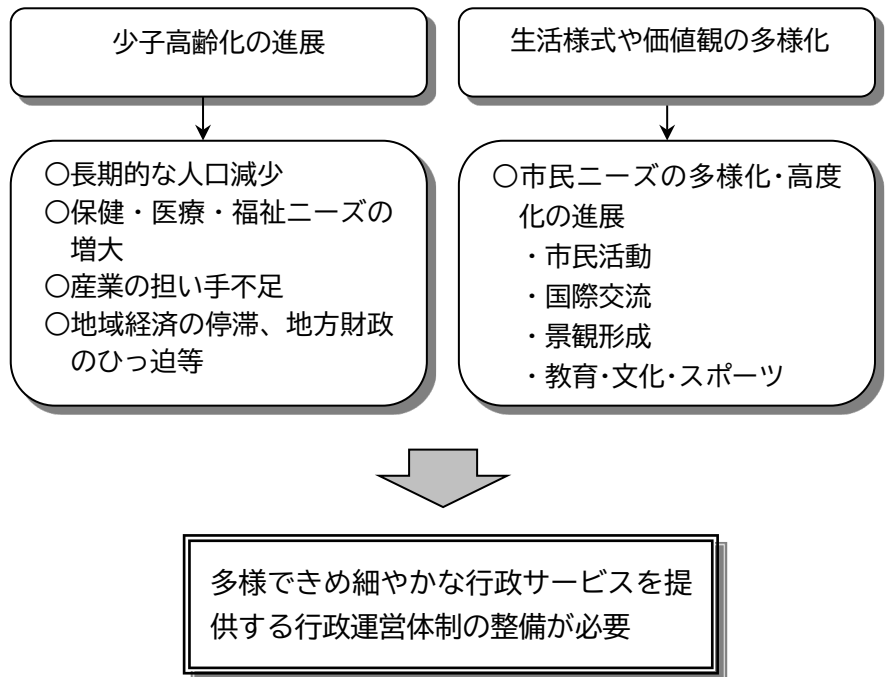 少子高齢化の進展
〇長期的な人口減少
〇保健・医療・福祉ニーズの
増大
〇産業の担い手不足
〇地域経済の停滞、地方財政
のひっ迫等
生活様式や価値観の多様化
〇市民ニーズの多様化・高度
化の進展
・市民活動
・国際交流
・景観形成
・教育・文化・スポーツ
多様できめ細やかな行政サービスを提
供する行政運営体制の整備が必要